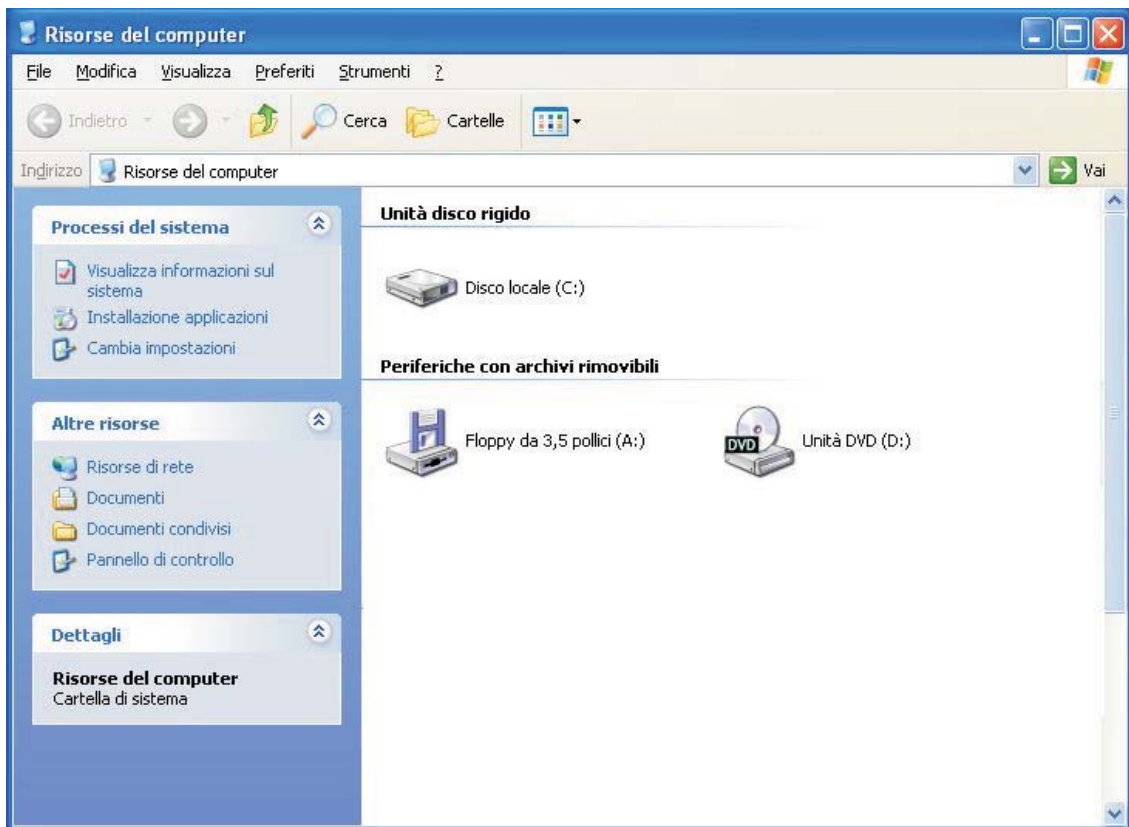 Risorse del computer
File Modifica Visualizza Preferiti Strumenti ?
Indietro Cerca Cartelle
Indirizzo Risorse del computer Vai
Processi del sistema
Visualizza informazioni sul
sistema
Installazione applicazioni
Cambia impostazioni
Altre risorse
Risorse di rete
Documenti
Documenti condivisi
Pannello di controllo
Dettagli
Risorse del computer
Cartella di sistema
Unità disco rigido
Disco locale (C:)
Periferiche con archivi rimovibili
Floppy da 3,5 pollici (A:)
DVD
Unità DVD (D:)